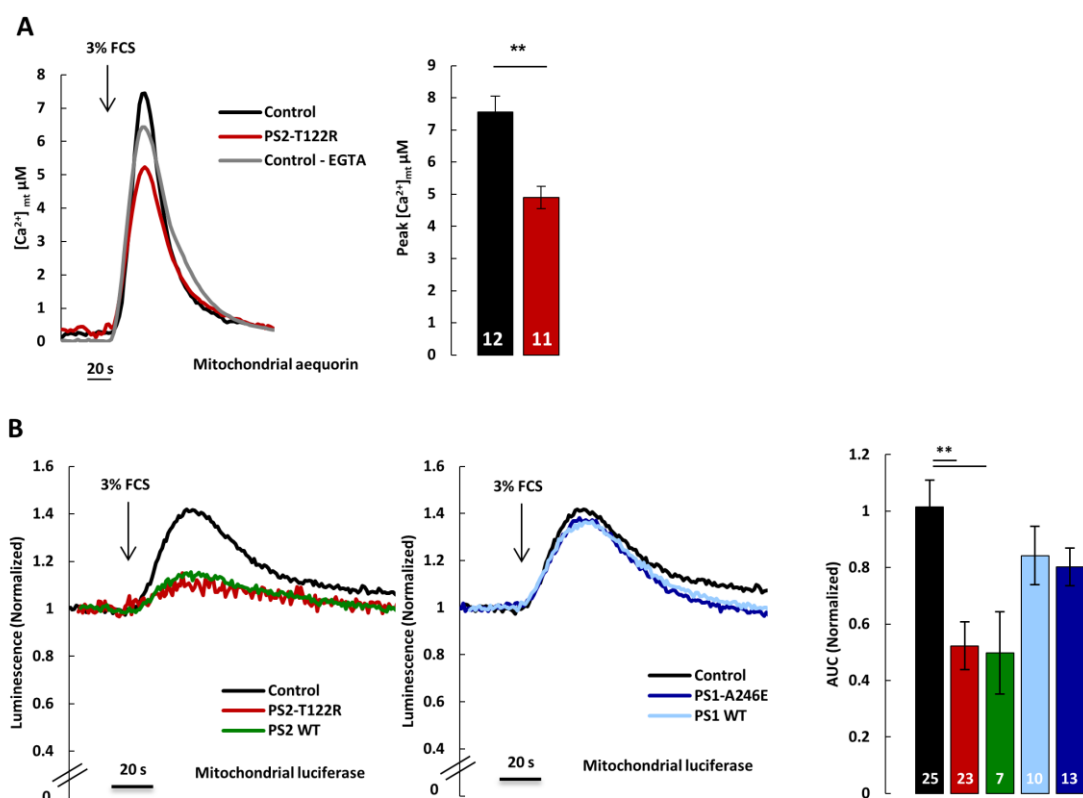 A
3% FCS
8
7
6
5
4
3
2
1
0
[Ca²⁺]mt µM
Control
PS2-T122R
Control - EGTA
20 s
Mitochondrial aequorin
**
9
8
7
6
5
4
3
2
1
0
Peak [Ca²⁺]mt µM
12
11
B
1.6
1.4
1.2
1
0.8
0.6
0.4
0
Luminescence (Normalized)
3% FCS
Control
PS2-T122R
PS2 WT
20 s
Mitochondrial luciferase
1.6
1.4
1.2
1
0.8
0.6
0.4
0
Luminescence (Normalized)
3% FCS
Control
PS1-A246E
PS1 WT
20 s
Mitochondrial luciferase
**
1.2
1
0.8
0.6
0.4
0.2
0
AUC (Normalized)
25
23
7
10
13